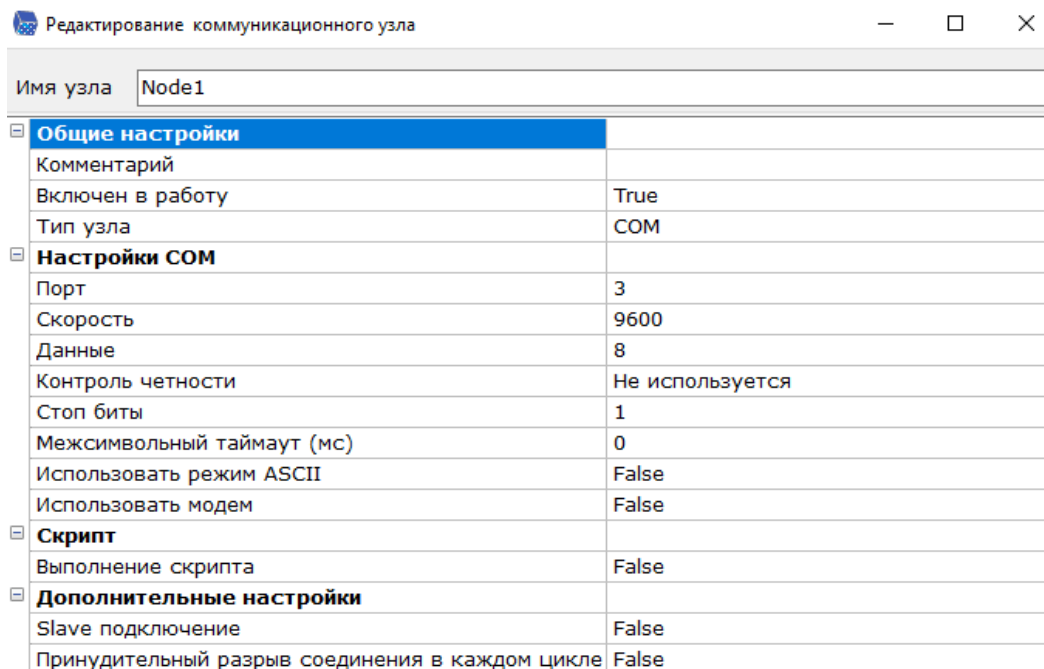 Редактирование коммуникационного узла
Имя узла Node1
Общие настройки
Комментарий
Включен в работу True
Тип узла COM
Настройки COM
Порт 3
Скорость 9600
Данные 8
Контроль четности Не используется
Стоп биты 1
Межсимвольный таймаут (мс) 0
Использовать режим ASCII False
Использовать модем False
Скрипт
Выполнение скрипта False
Дополнительные настройки
Slave подключение False
Принудительный разрыв соединения в каждом цикле False